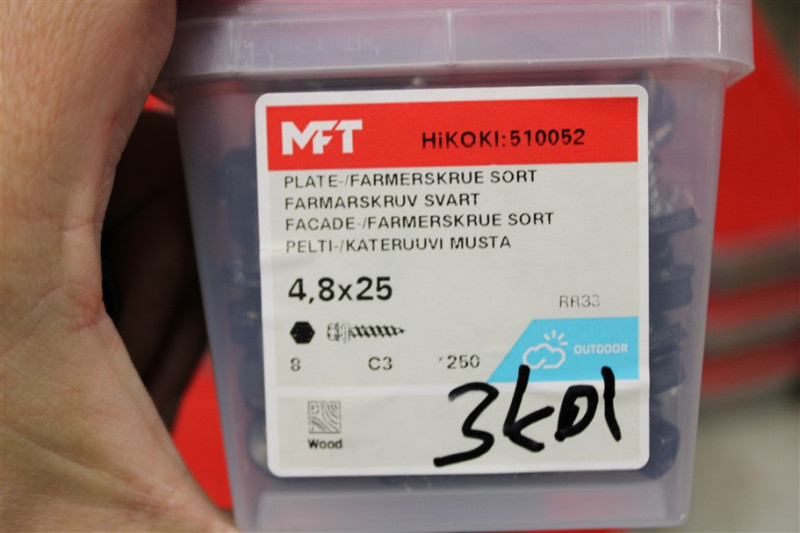 MFT
HiKOKI:510052
PLATE-/FARMERSKRUE SORT
FARMARSKRUV SVART
FACADE-/FARMERSKRUE SORT
PELTI-/KATERUUVI MUSTA
4,8x25
RR33
8 C3 250
OUTDOOR
Wood